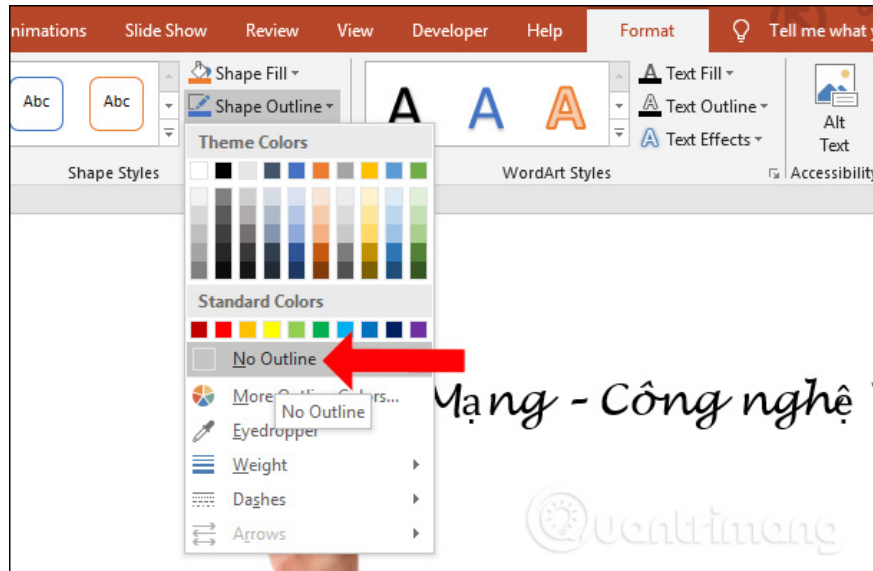 nimations Slide Show Review View Developer Help Format Tell me what
Abc Abc Shape Fill A A A A Text Fill
Shape Outline A Text Outline
A Text Effects
Alt
Text
Shape Styles WordArt Styles Accessibility
Theme Colors
Standard Colors
No Outline
More Outline Colors...
No Outline
Eyedropper
Weight
Dashes
Arrows
Mạng - Công nghệ
Quantrimang